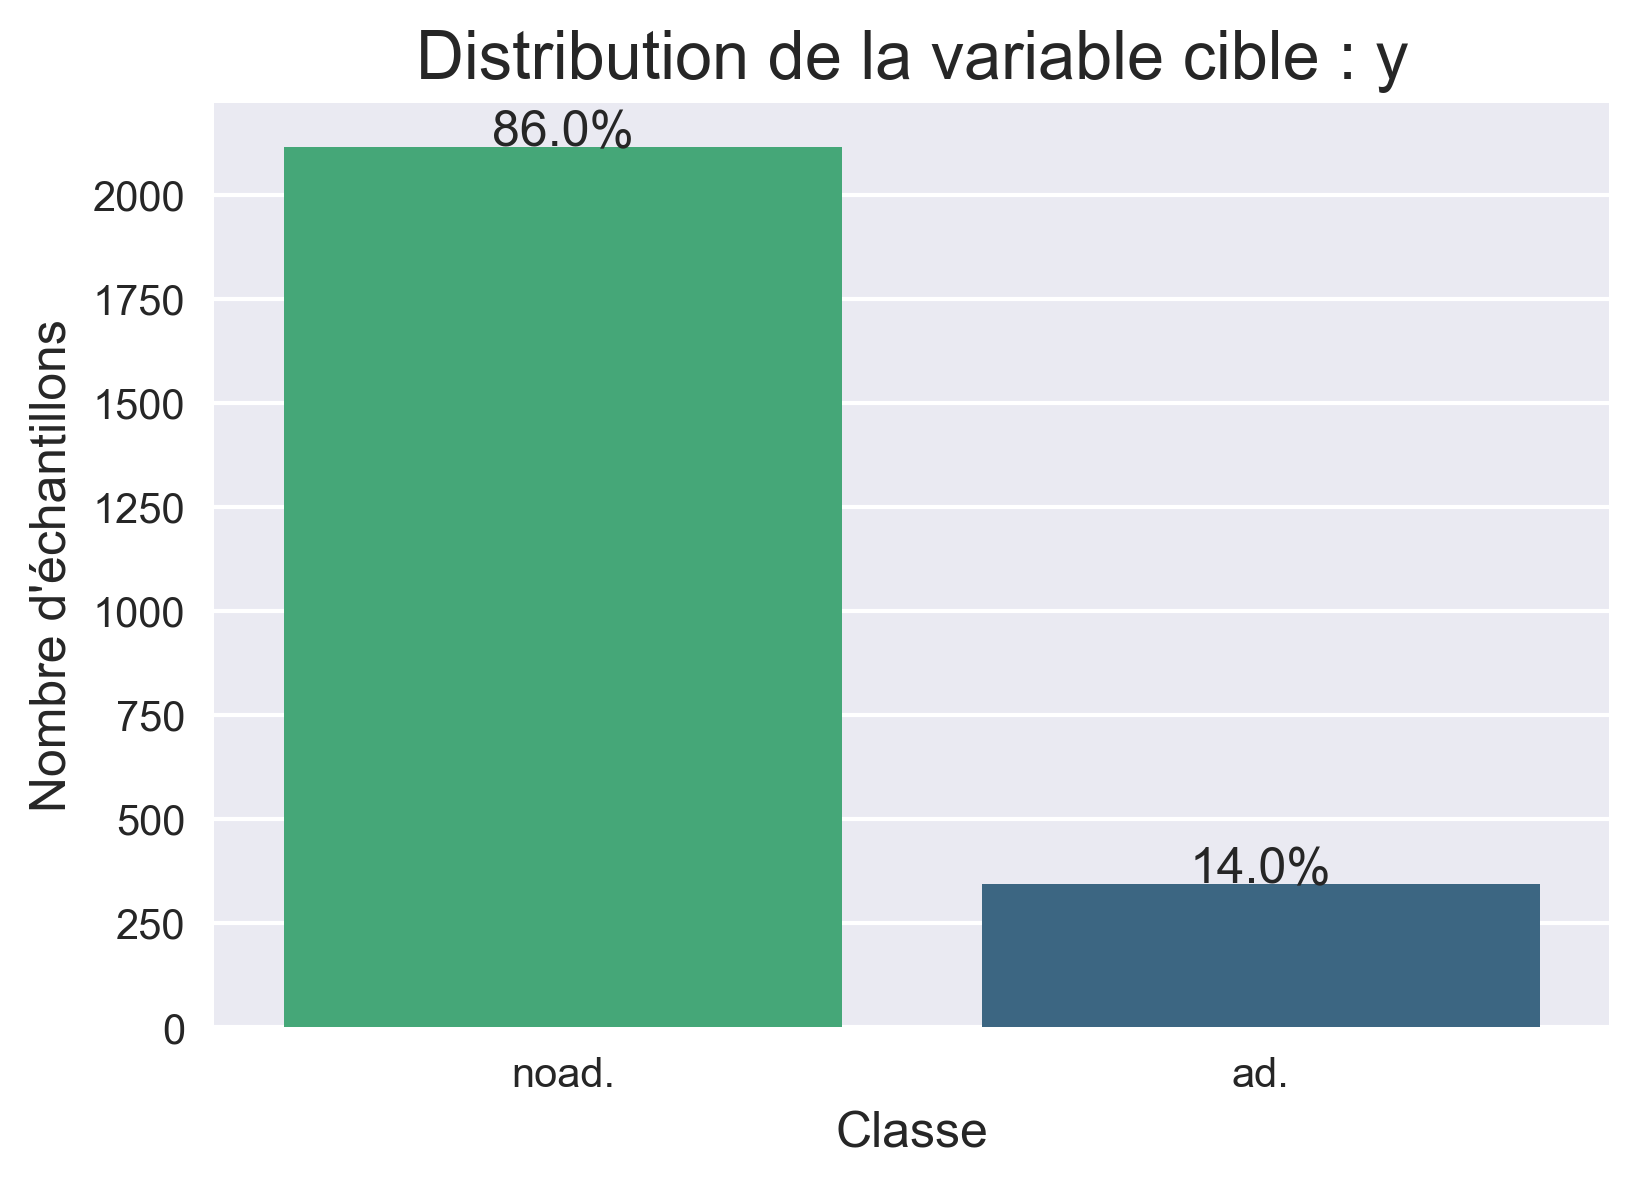 Distribution de la variable cible : y
86.0%
2000
1750
1500
1250
1000
750
500
250
0
14.0%
Nombre d'échantillons
noad.
ad.
Classe